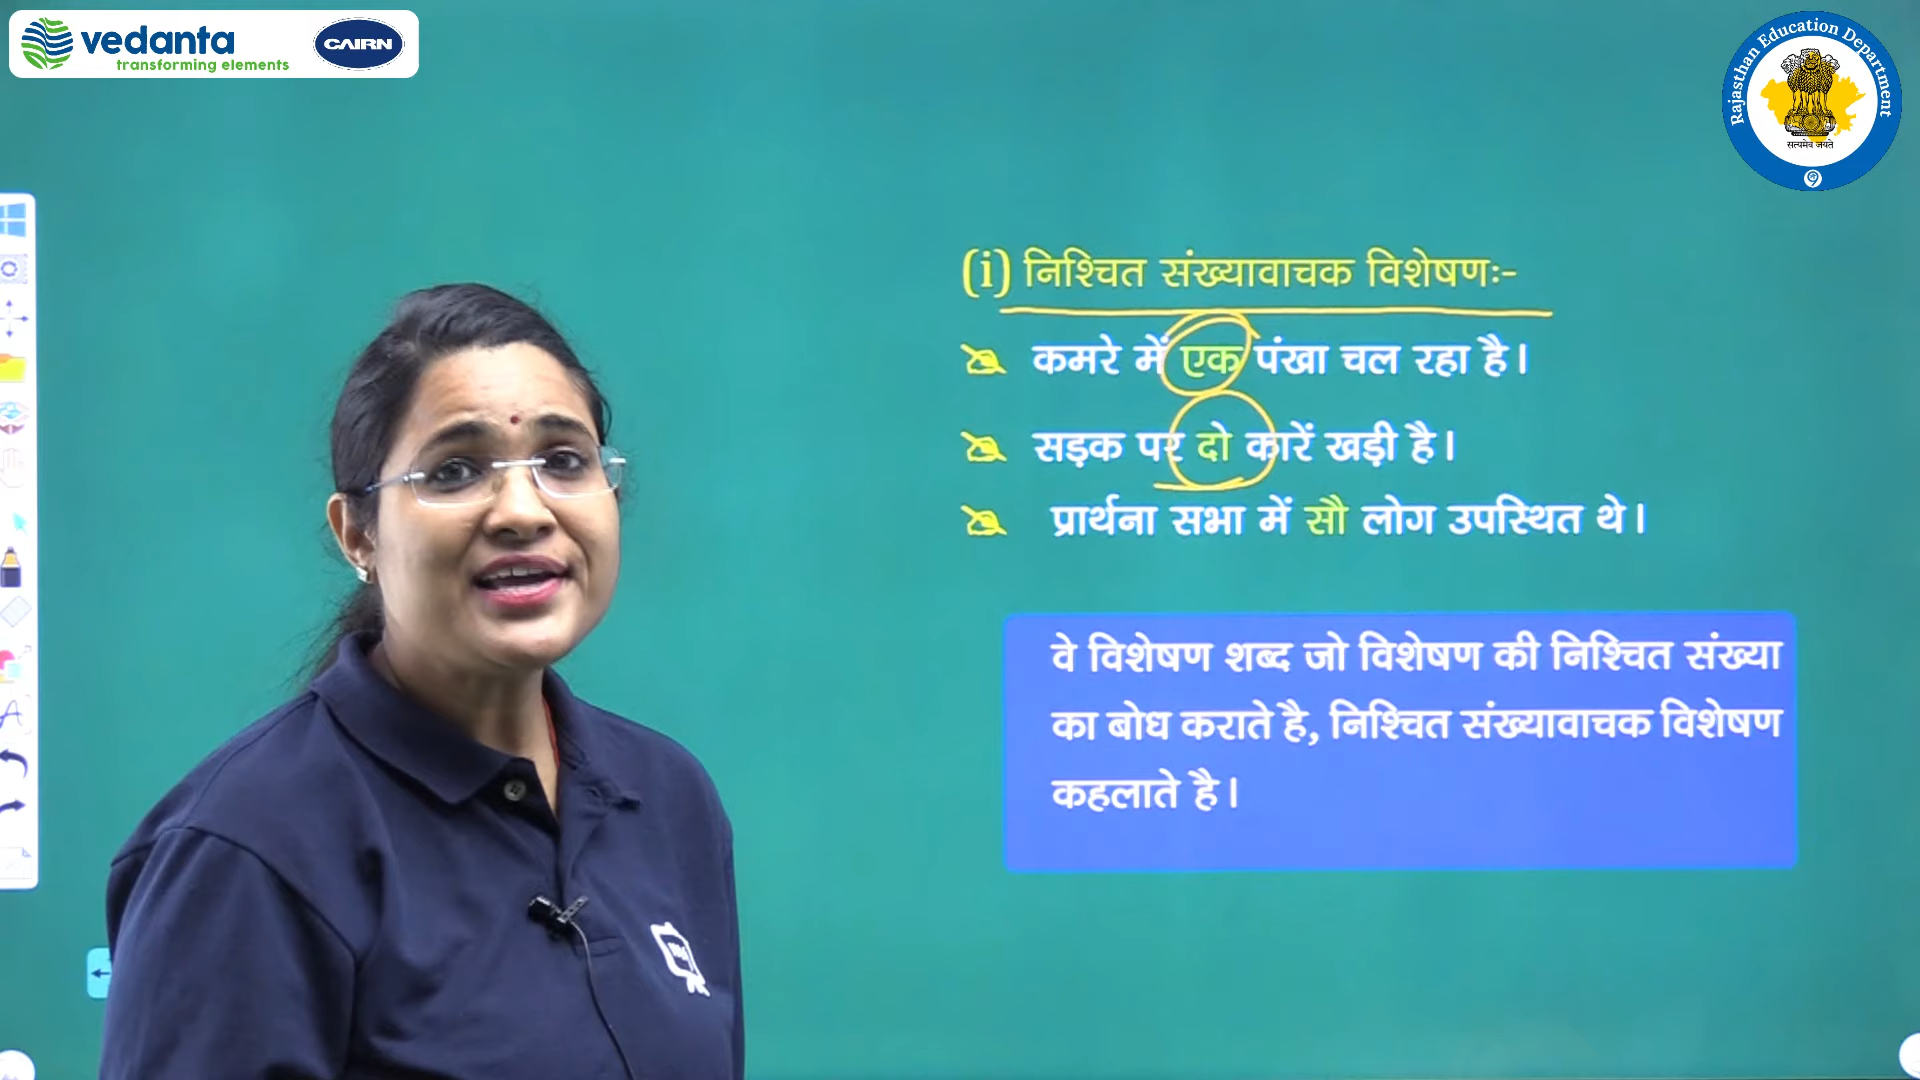 vedanta
transforming elements
CAIRN
Rajasthan Education Department
सत्यमेव जयते
(i) निश्चित संख्यावाचक विशेषणः-
कमरे में एक पंखा चल रहा है।
सड़क पर दो कारें खड़ी है।
प्रार्थना सभा में सौ लोग उपस्थित थे।
वे विशेषण शब्द जो विशेषण की निश्चित संख्या
का बोध कराते है, निश्चित संख्यावाचक विशेषण
कहलाते है।